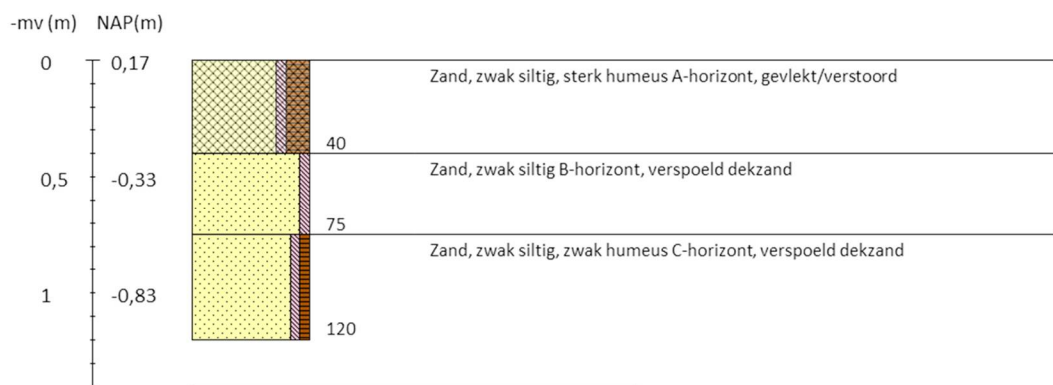 -mv (m) NAP(m)
0 0,17
Zand, zwak siltig, sterk humeus A-horizont, gevlekt/verstoord
40
Zand, zwak siltig B-horizont, verspoeld dekzand
0,5 -0,33
75
Zand, zwak siltig, zwak humeus C-horizont, verspoeld dekzand
1 -0,83
120